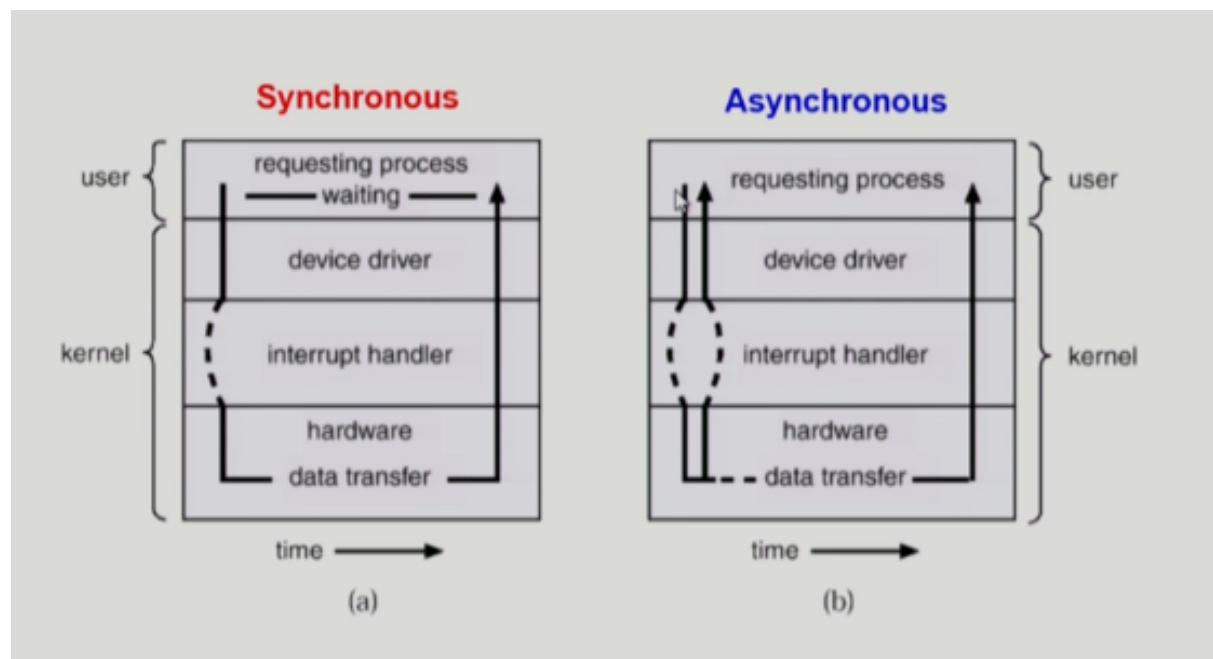 Synchronous
user
requesting process
waiting
device driver
kernel
interrupt handler
hardware
data transfer
time
(a)
Asynchronous
requesting process
user
device driver
interrupt handler
kernel
hardware
data transfer
time
(b)